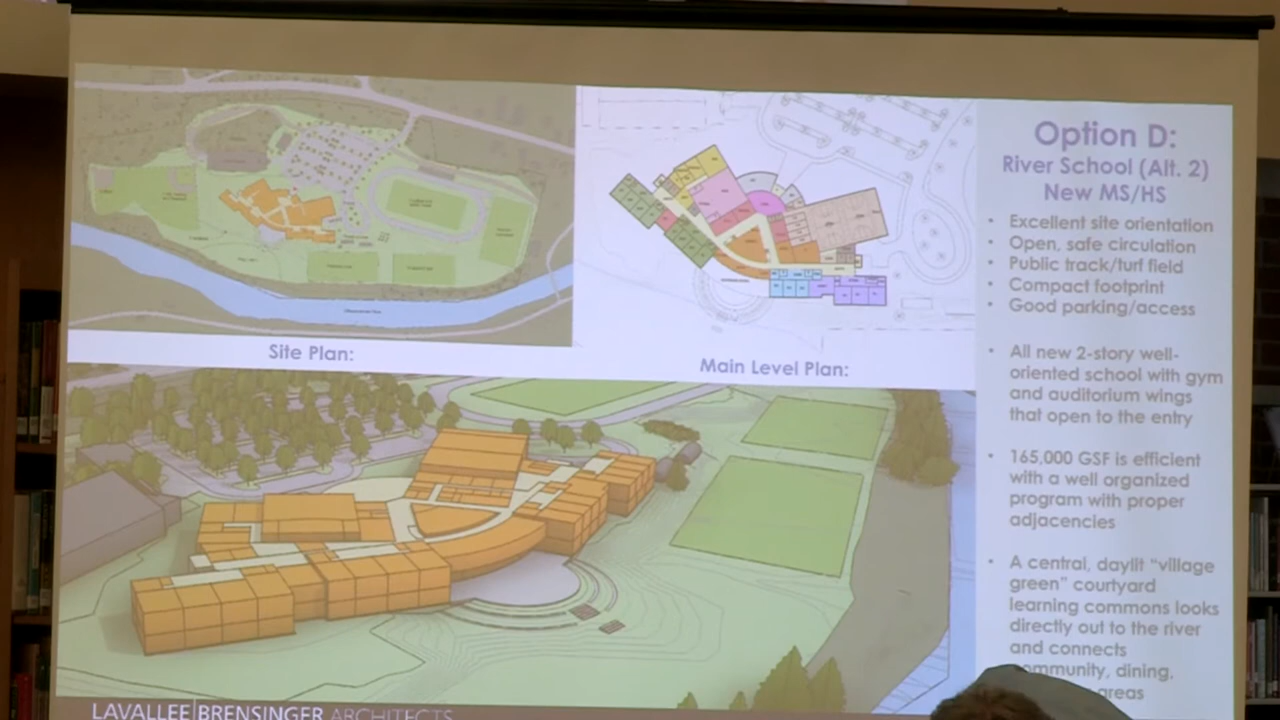 Option D:
River School (Alt. 2)
New MS/HS
• Excellent site orientation
• Open, safe circulation
• Public track/turf field
• Compact footprint
• Good parking/access
• All new 2-story well-
oriented school with gym
and auditorium wings
that open to the entry
• 165,000 GSF is efficient
with a well organized
program with proper
adjacencies
• A central, daylit “village
green” courtyard
learning commons looks
directly out to the river
and connects
community, dining,
areas
Site Plan:
Main Level Plan:
LAVALLEE|BRENSINGER ARCHITECTS